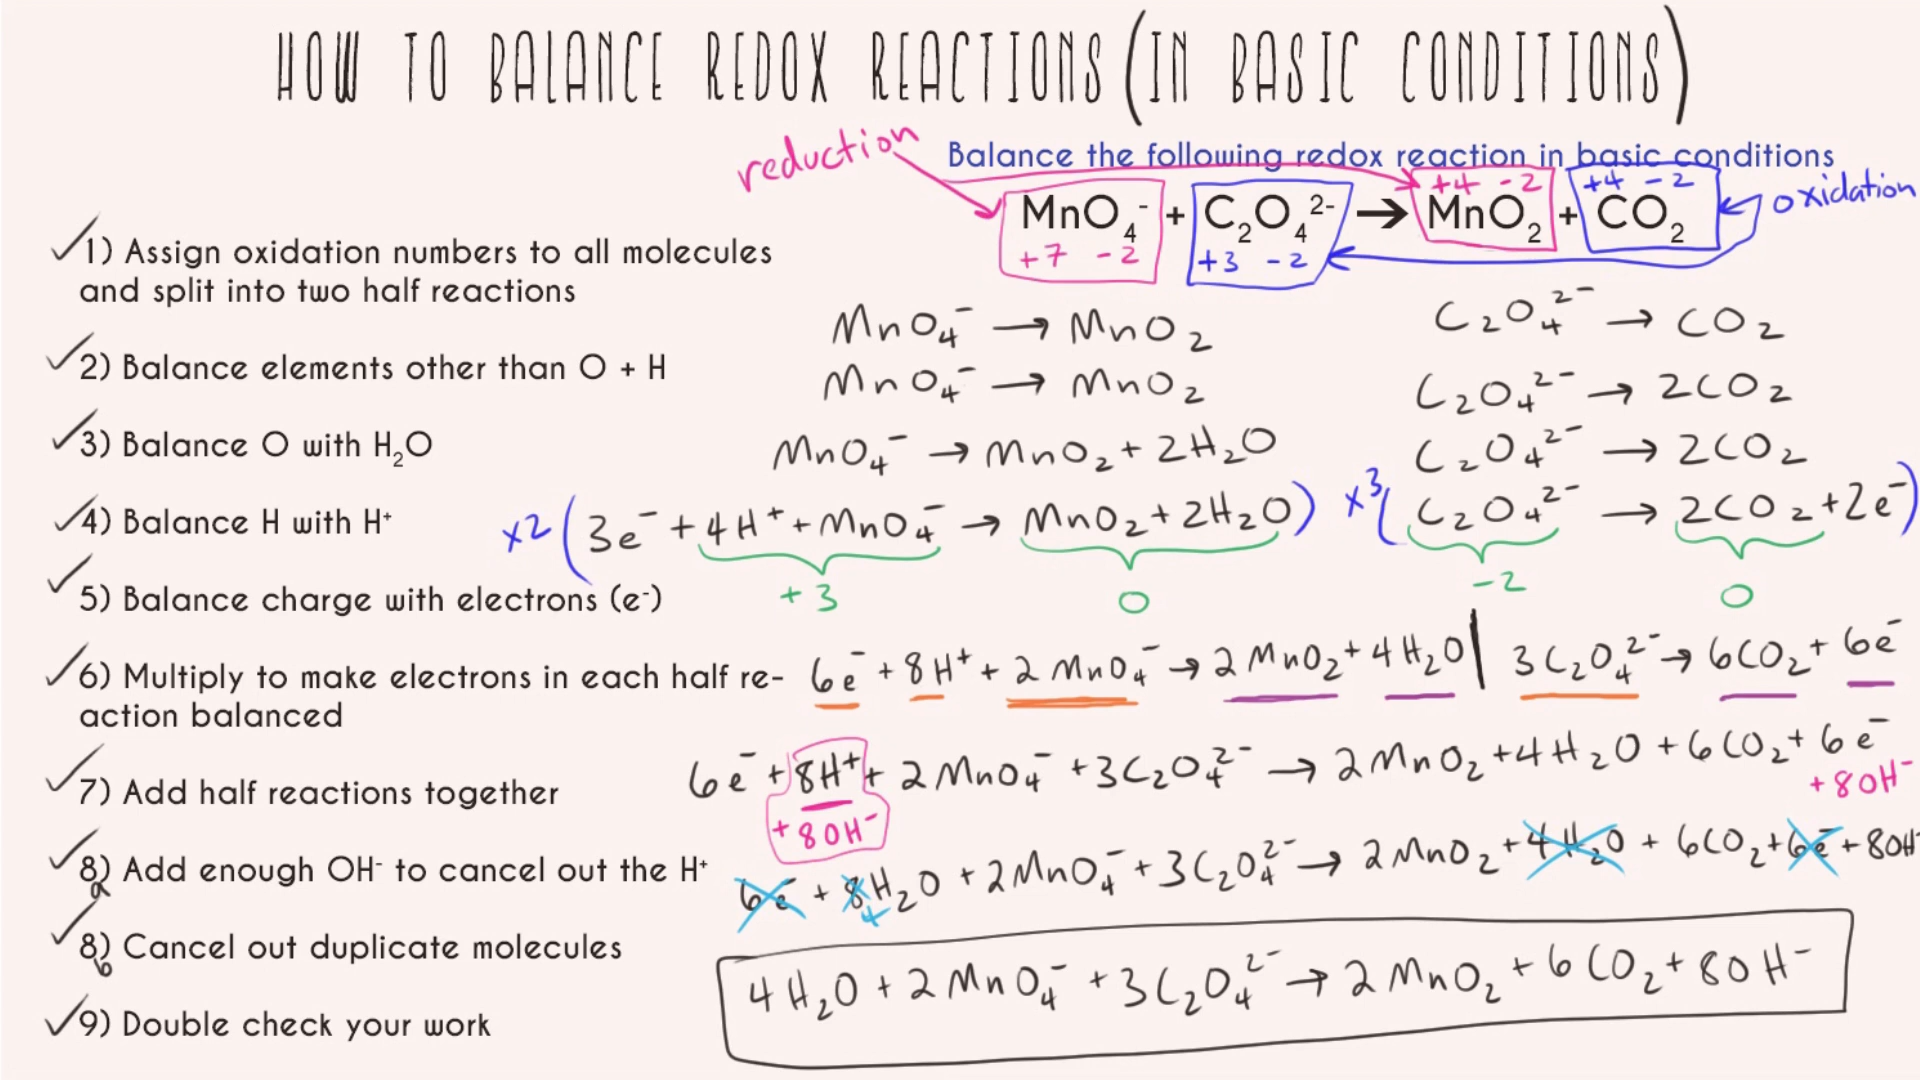 HOW TO BALANCE REDOX REACTIONS (IN BASIC CONDITIONS)
reduction
Balance the following redox reaction in basic conditions
+4 -2 +4 -2
oxidation
MnO₄⁻ + C₂O₄²⁻ → MnO₂ + CO₂
+7 -2 +3 -2
✓1) Assign oxidation numbers to all molecules
and split into two half reactions
MnO₄⁻ → MnO₂ C₂O₄²⁻ → CO₂
✓2) Balance elements other than O + H
MnO₄⁻ → MnO₂ C₂O₄²⁻ → 2CO₂
✓3) Balance O with H₂O
MnO₄⁻ → MnO₂ + 2H₂O C₂O₄²⁻ → 2CO₂
✓4) Balance H with H⁺
x2 (3e⁻ + 4H⁺ + MnO₄⁻ → MnO₂ + 2H₂O) x3 (C₂O₄²⁻ → 2CO₂ + 2e⁻)
✓5) Balance charge with electrons (e⁻)
+3 0 -2 0
✓6) Multiply to make electrons in each half re-
action balanced
6e⁻ + 8H⁺ + 2MnO₄⁻ → 2MnO₂ + 4H₂O | 3C₂O₄²⁻ → 6CO₂ + 6e⁻
✓7) Add half reactions together
6e⁻ + 8H⁺ + 2MnO₄⁻ + 3C₂O₄²⁻ → 2MnO₂ + 4H₂O + 6CO₂ + 6e⁻
+8OH⁻ +8OH⁻
✓8)a Add enough OH⁻ to cancel out the H⁺
6e⁻ + 8H₂O + 2MnO₄⁻ + 3C₂O₄²⁻ → 2MnO₂ + 4H₂O + 6CO₂ + 6e⁻ + 8OH⁻
4
✓8)b Cancel out duplicate molecules
4H₂O + 2MnO₄⁻ + 3C₂O₄²⁻ → 2MnO₂ + 6CO₂ + 8OH⁻
✓9) Double check your work